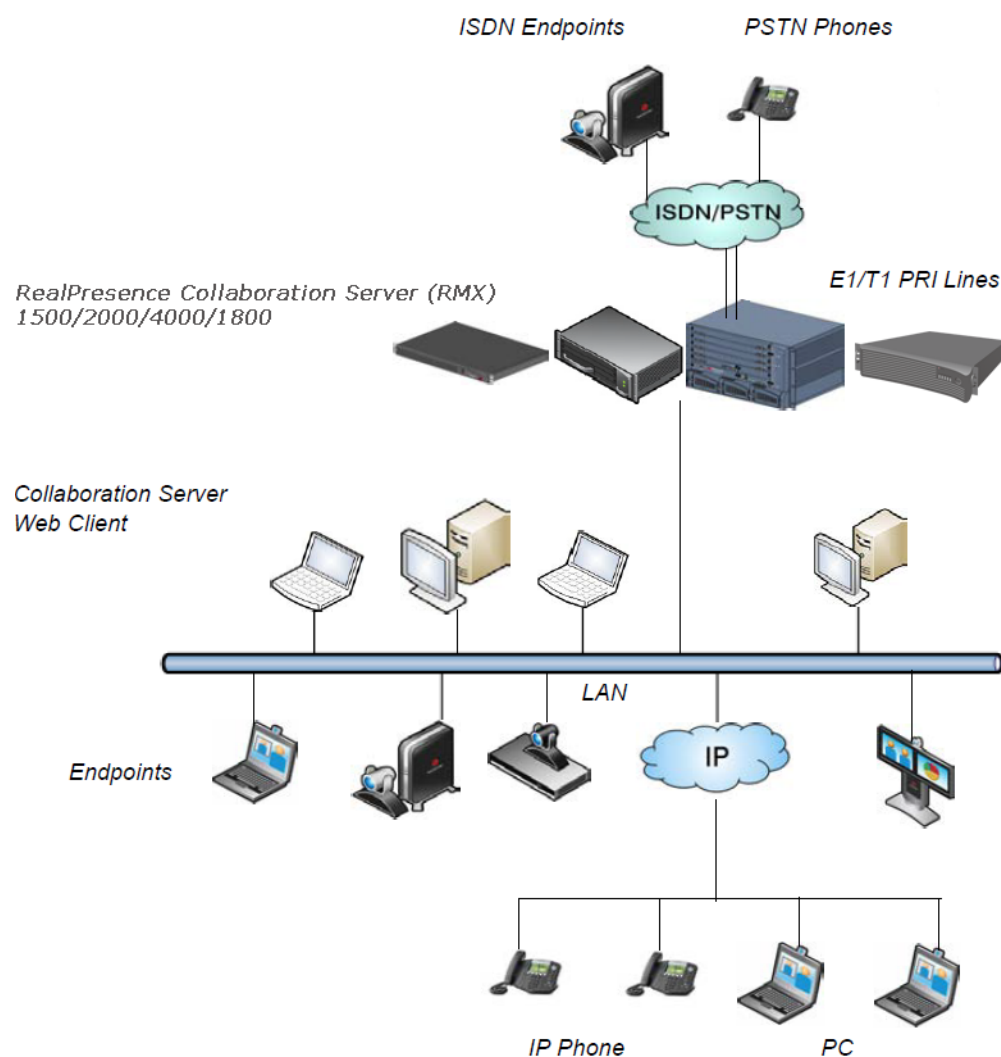 ISDN Endpoints
PSTN Phones
ISDN/PSTN
E1/T1 PRI Lines
RealPresence Collaboration Server (RMX)
1500/2000/4000/1800
Collaboration Server
Web Client
LAN
Endpoints
IP
IP Phone
PC